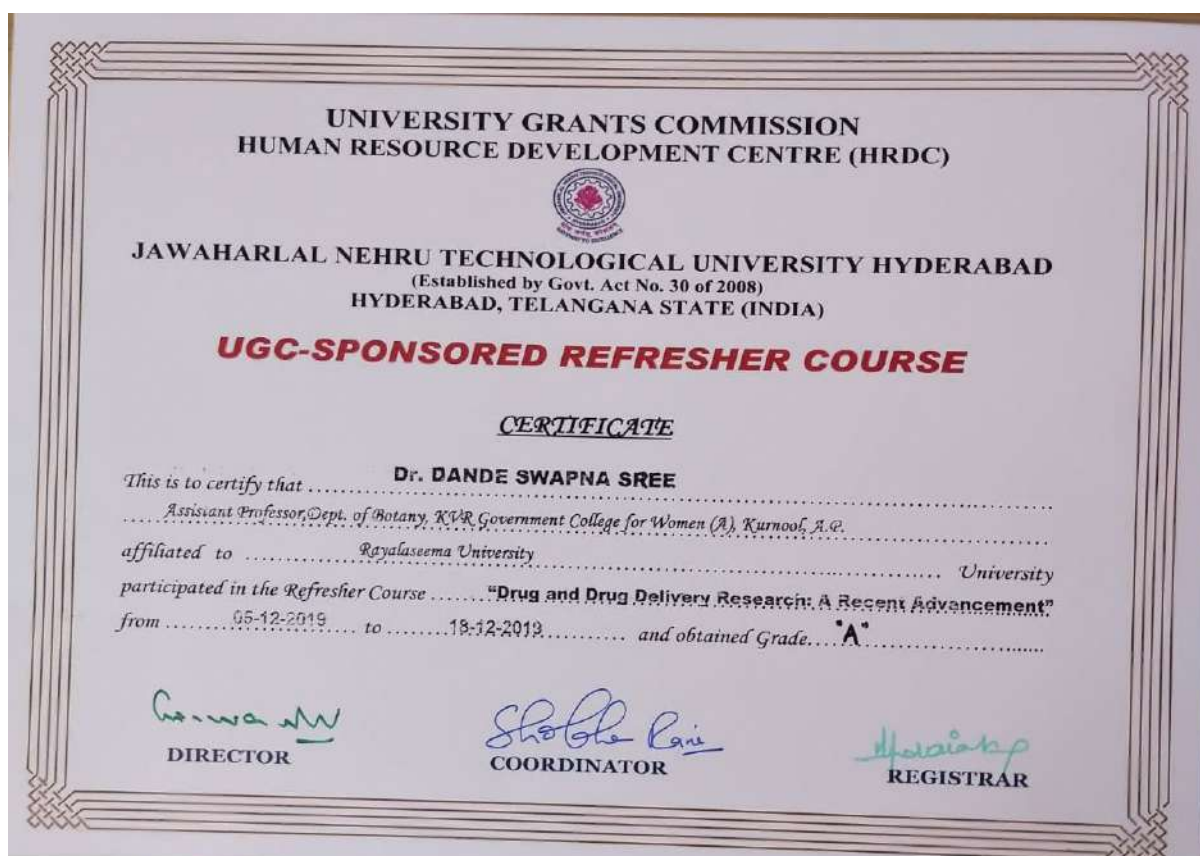 UNIVERSITY GRANTS COMMISSION
HUMAN RESOURCE DEVELOPMENT CENTRE (HRDC)
JAWAHARLAL NEHRU TECHNOLOGICAL UNIVERSITY HYDERABAD
(Established by Govt. Act No. 30 of 2008)
HYDERABAD, TELANGANA STATE (INDIA)
UGC-SPONSORED REFRESHER COURSE
CERTIFICATE
This is to certify that Dr. DANDE SWAPNA SREE
Assistant Professor,Dept. of Botany, KVR Government College for Women (A), Kurnool, A.P.
affiliated to Rayalaseema University University
participated in the Refresher Course "Drug and Drug Delivery Research: A Recent Advancement"
from 05-12-2019 to 18-12-2019 and obtained Grade "A"
Shobha Rani
DIRECTOR
COORDINATOR
REGISTRAR